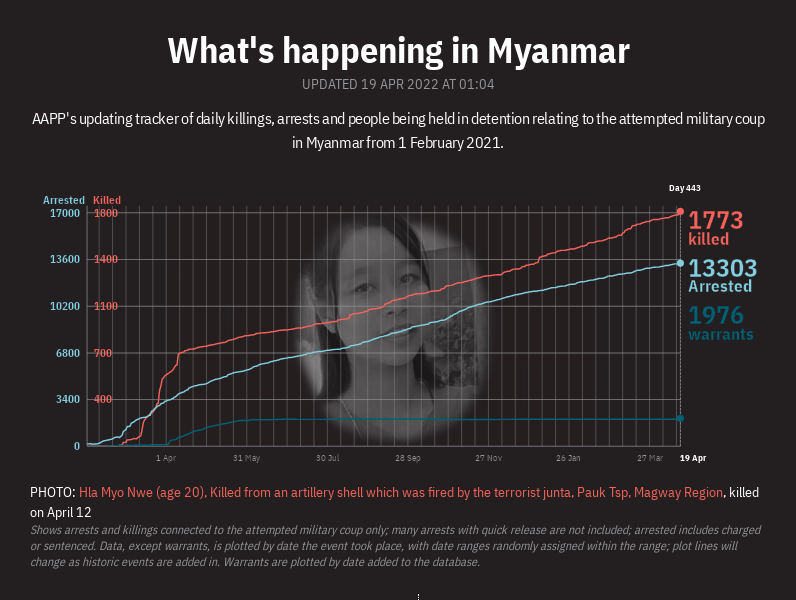 What's happening in Myanmar
UPDATED 19 APR 2022 AT 01:04
AAPP's updating tracker of daily killings, arrests and people being held in detention relating to the attempted military coup
in Myanmar from 1 February 2021.
Day 443
Arrested Killed
17000 1800
1773
killed
13600 1400
13303
Arrested
10200 1100
1976
warrants
6800 700
3400 400
0
1 Apr 31 May 30 Jul 28 Sep 27 Nov 26 Jan 27 Mar 19 Apr
PHOTO: Hla Myo Nwe (age 20), Killed from an artillery shell which was fired by the terrorist junta, Pauk Tsp, Magway Region, killed
on April 12
Shows arrests and killings connected to the attempted military coup only; many arrests with quick release are not included; arrested includes charged
or sentenced. Data, except warrants, is plotted by date the event took place, with date ranges randomly assigned within the range; plot lines will
change as historic events are added in. Warrants are plotted by date added to the database.